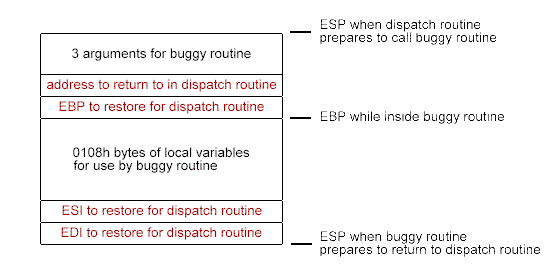 ESP when dispatch routine
prepares to call buggy routine
3 arguments for buggy routine
address to return to in dispatch routine
EBP to restore for dispatch routine
EBP while inside buggy routine
0108h bytes of local variables
for use by buggy routine
ESI to restore for dispatch routine
EDI to restore for dispatch routine
ESP when buggy routine
prepares to return to dispatch routine